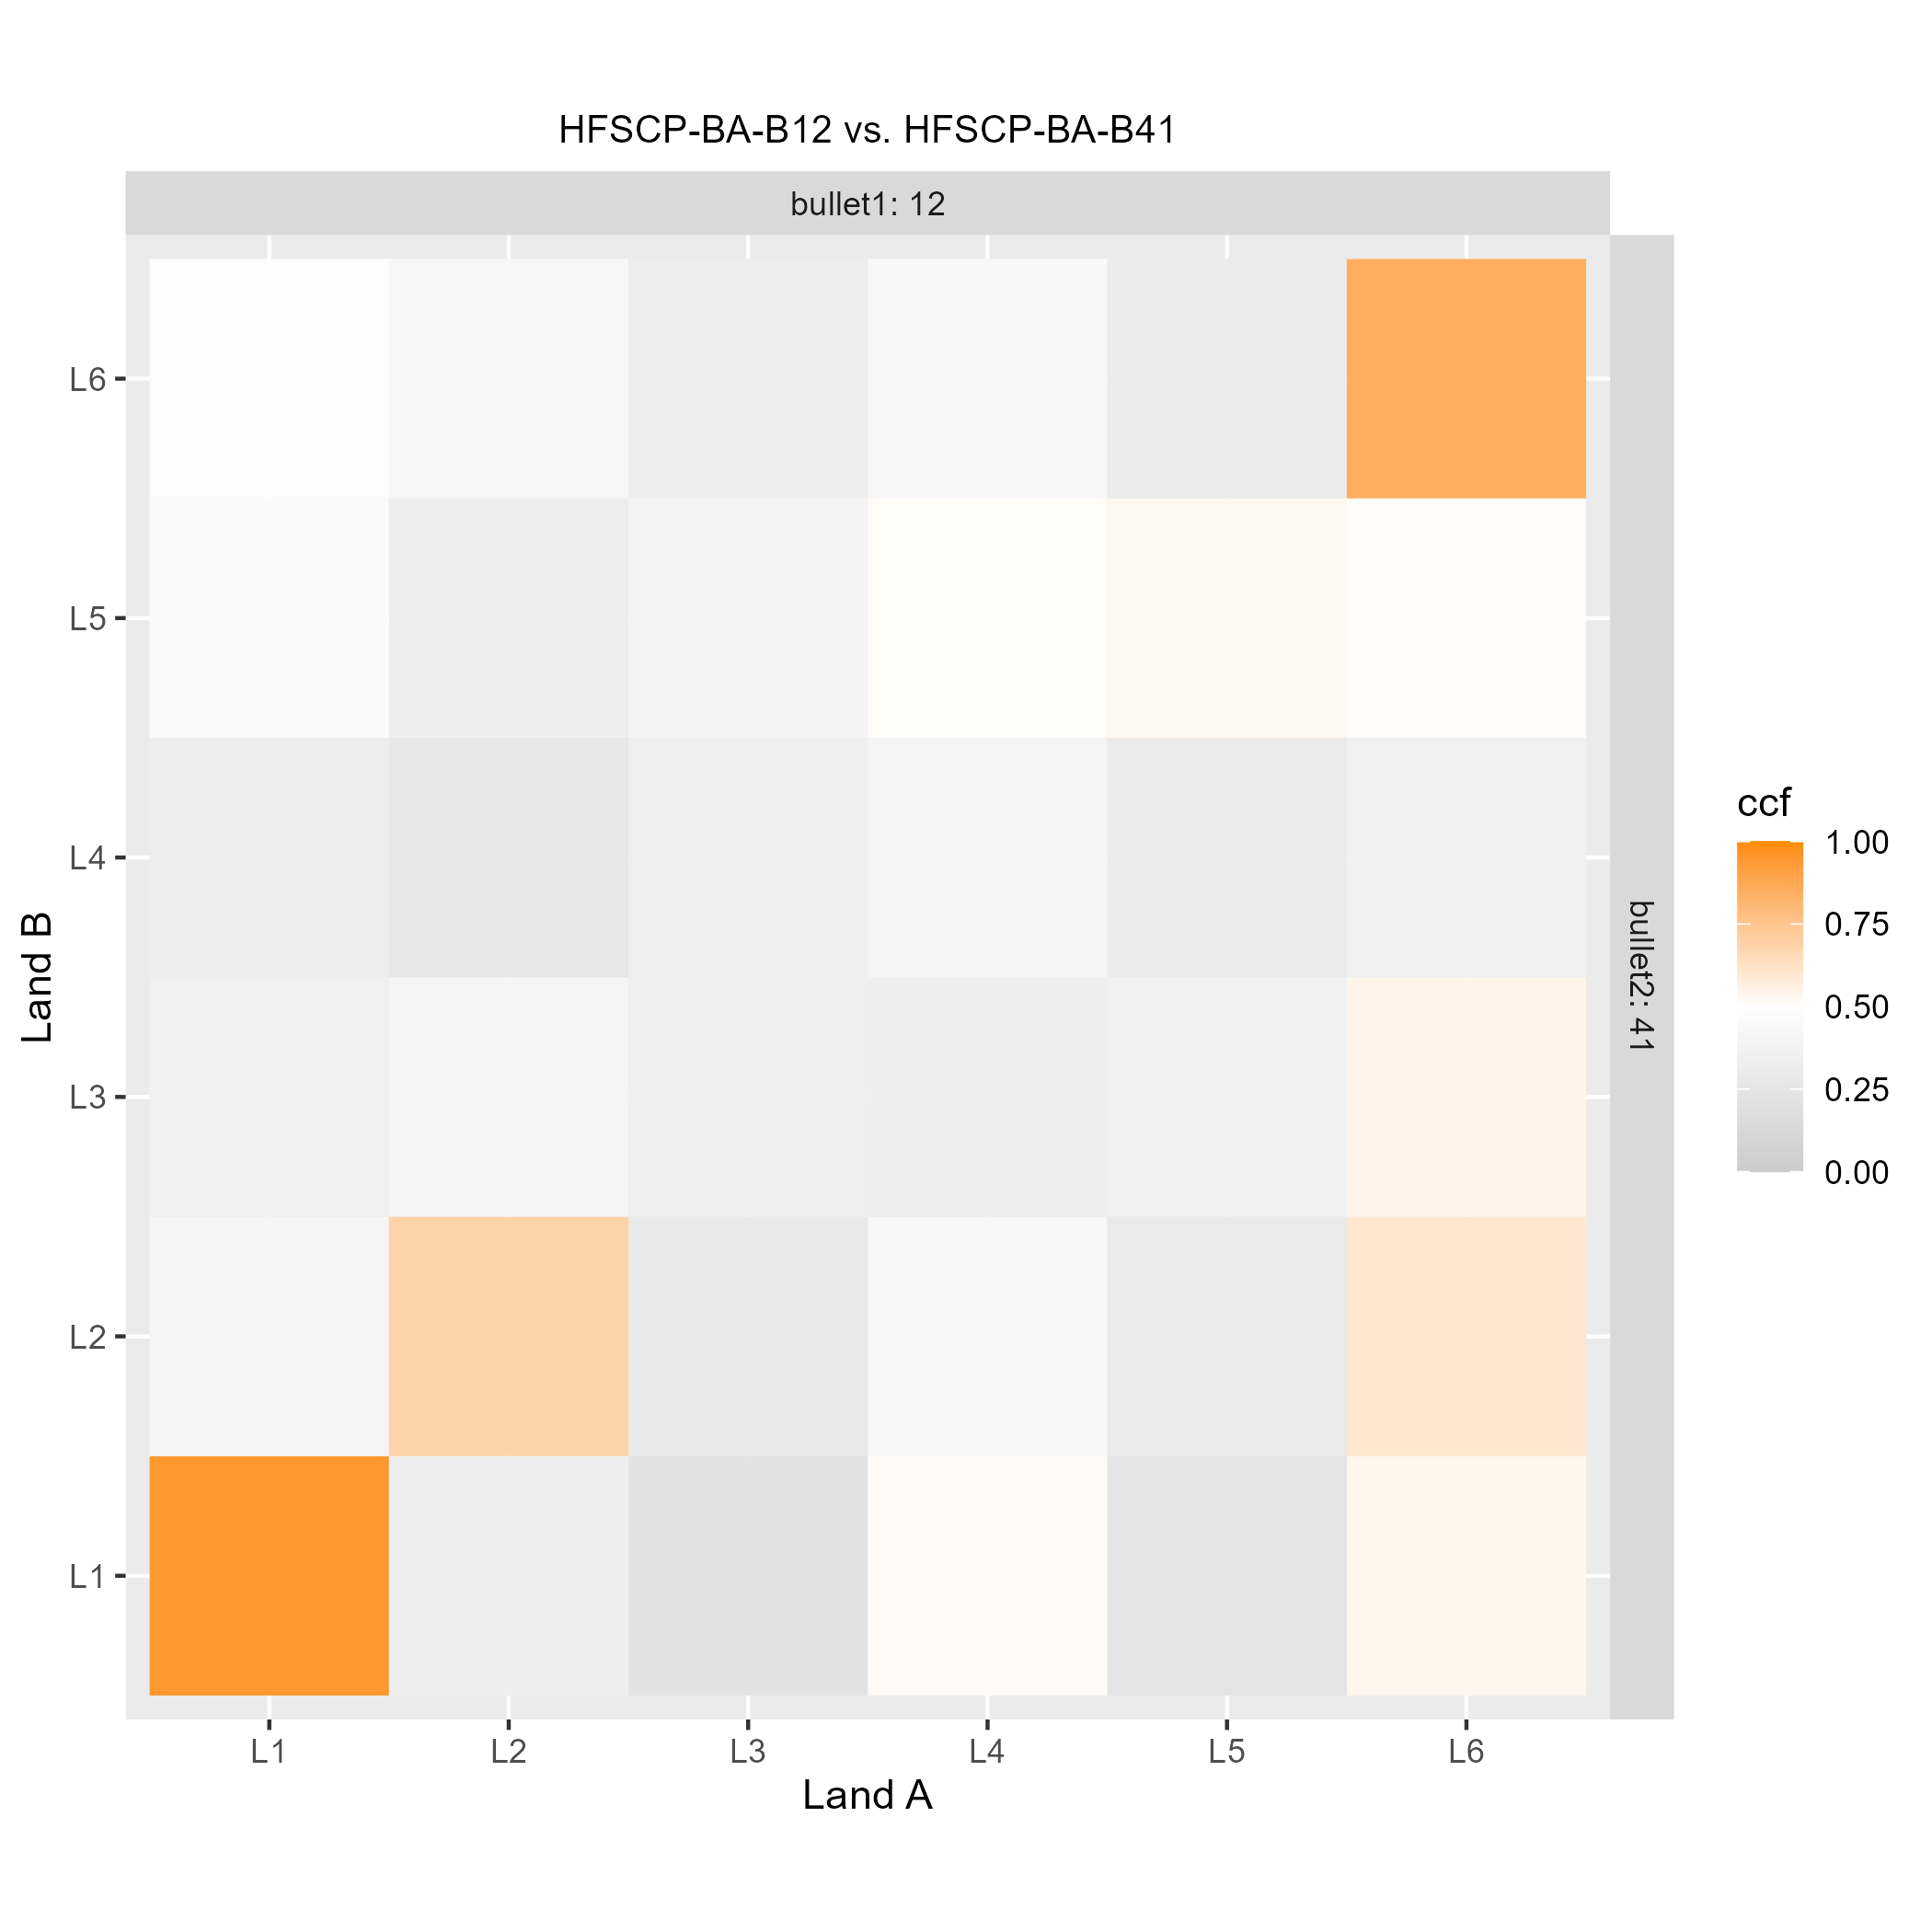 HFSCP-BA-B12 vs. HFSCP-BA-B41
bullet1: 12
L6
L5
L4
L3
L2
L1
Land B
bullet2: 41
L1 L2 L3 L4 L5 L6
Land A
ccf
1.00
0.75
0.50
0.25
0.00